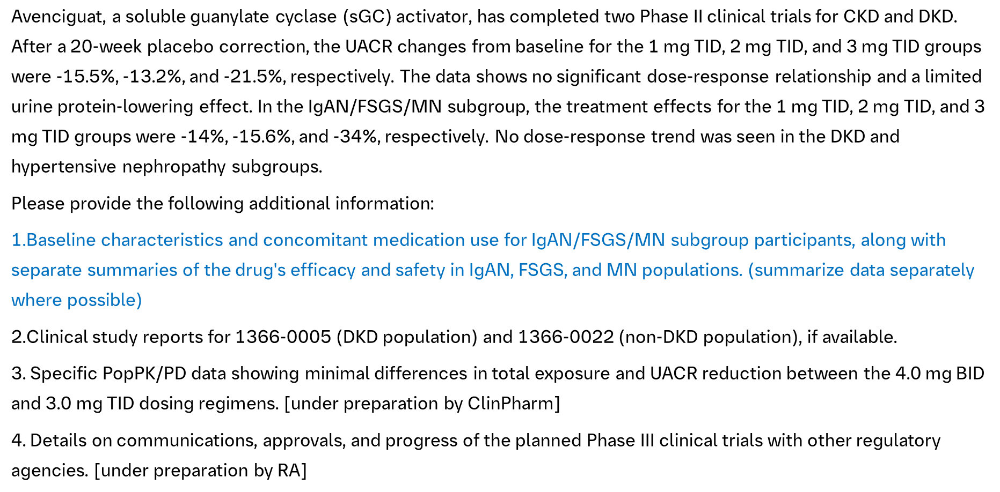 Avenciguat, a soluble guanylate cyclase (sGC) activator, has completed two Phase II clinical trials for CKD and DKD.
After a 20-week placebo correction, the UACR changes from baseline for the 1 mg TID, 2 mg TID, and 3 mg TID groups
were -15.5%, -13.2%, and -21.5%, respectively. The data shows no significant dose-response relationship and a limited
urine protein-lowering effect. In the IgAN/FSGS/MN subgroup, the treatment effects for the 1 mg TID, 2 mg TID, and 3
mg TID groups were -14%, -15.6%, and -34%, respectively. No dose-response trend was seen in the DKD and
hypertensive nephropathy subgroups.
Please provide the following additional information:
1.Baseline characteristics and concomitant medication use for IgAN/FSGS/MN subgroup participants, along with
separate summaries of the drug's efficacy and safety in IgAN, FSGS, and MN populations. (summarize data separately
where possible)
2.Clinical study reports for 1366-0005 (DKD population) and 1366-0022 (non-DKD population), if available.
3. Specific PopPK/PD data showing minimal differences in total exposure and UACR reduction between the 4.0 mg BID
and 3.0 mg TID dosing regimens. [under preparation by ClinPharm]
4. Details on communications, approvals, and progress of the planned Phase III clinical trials with other regulatory
agencies. [under preparation by RA]